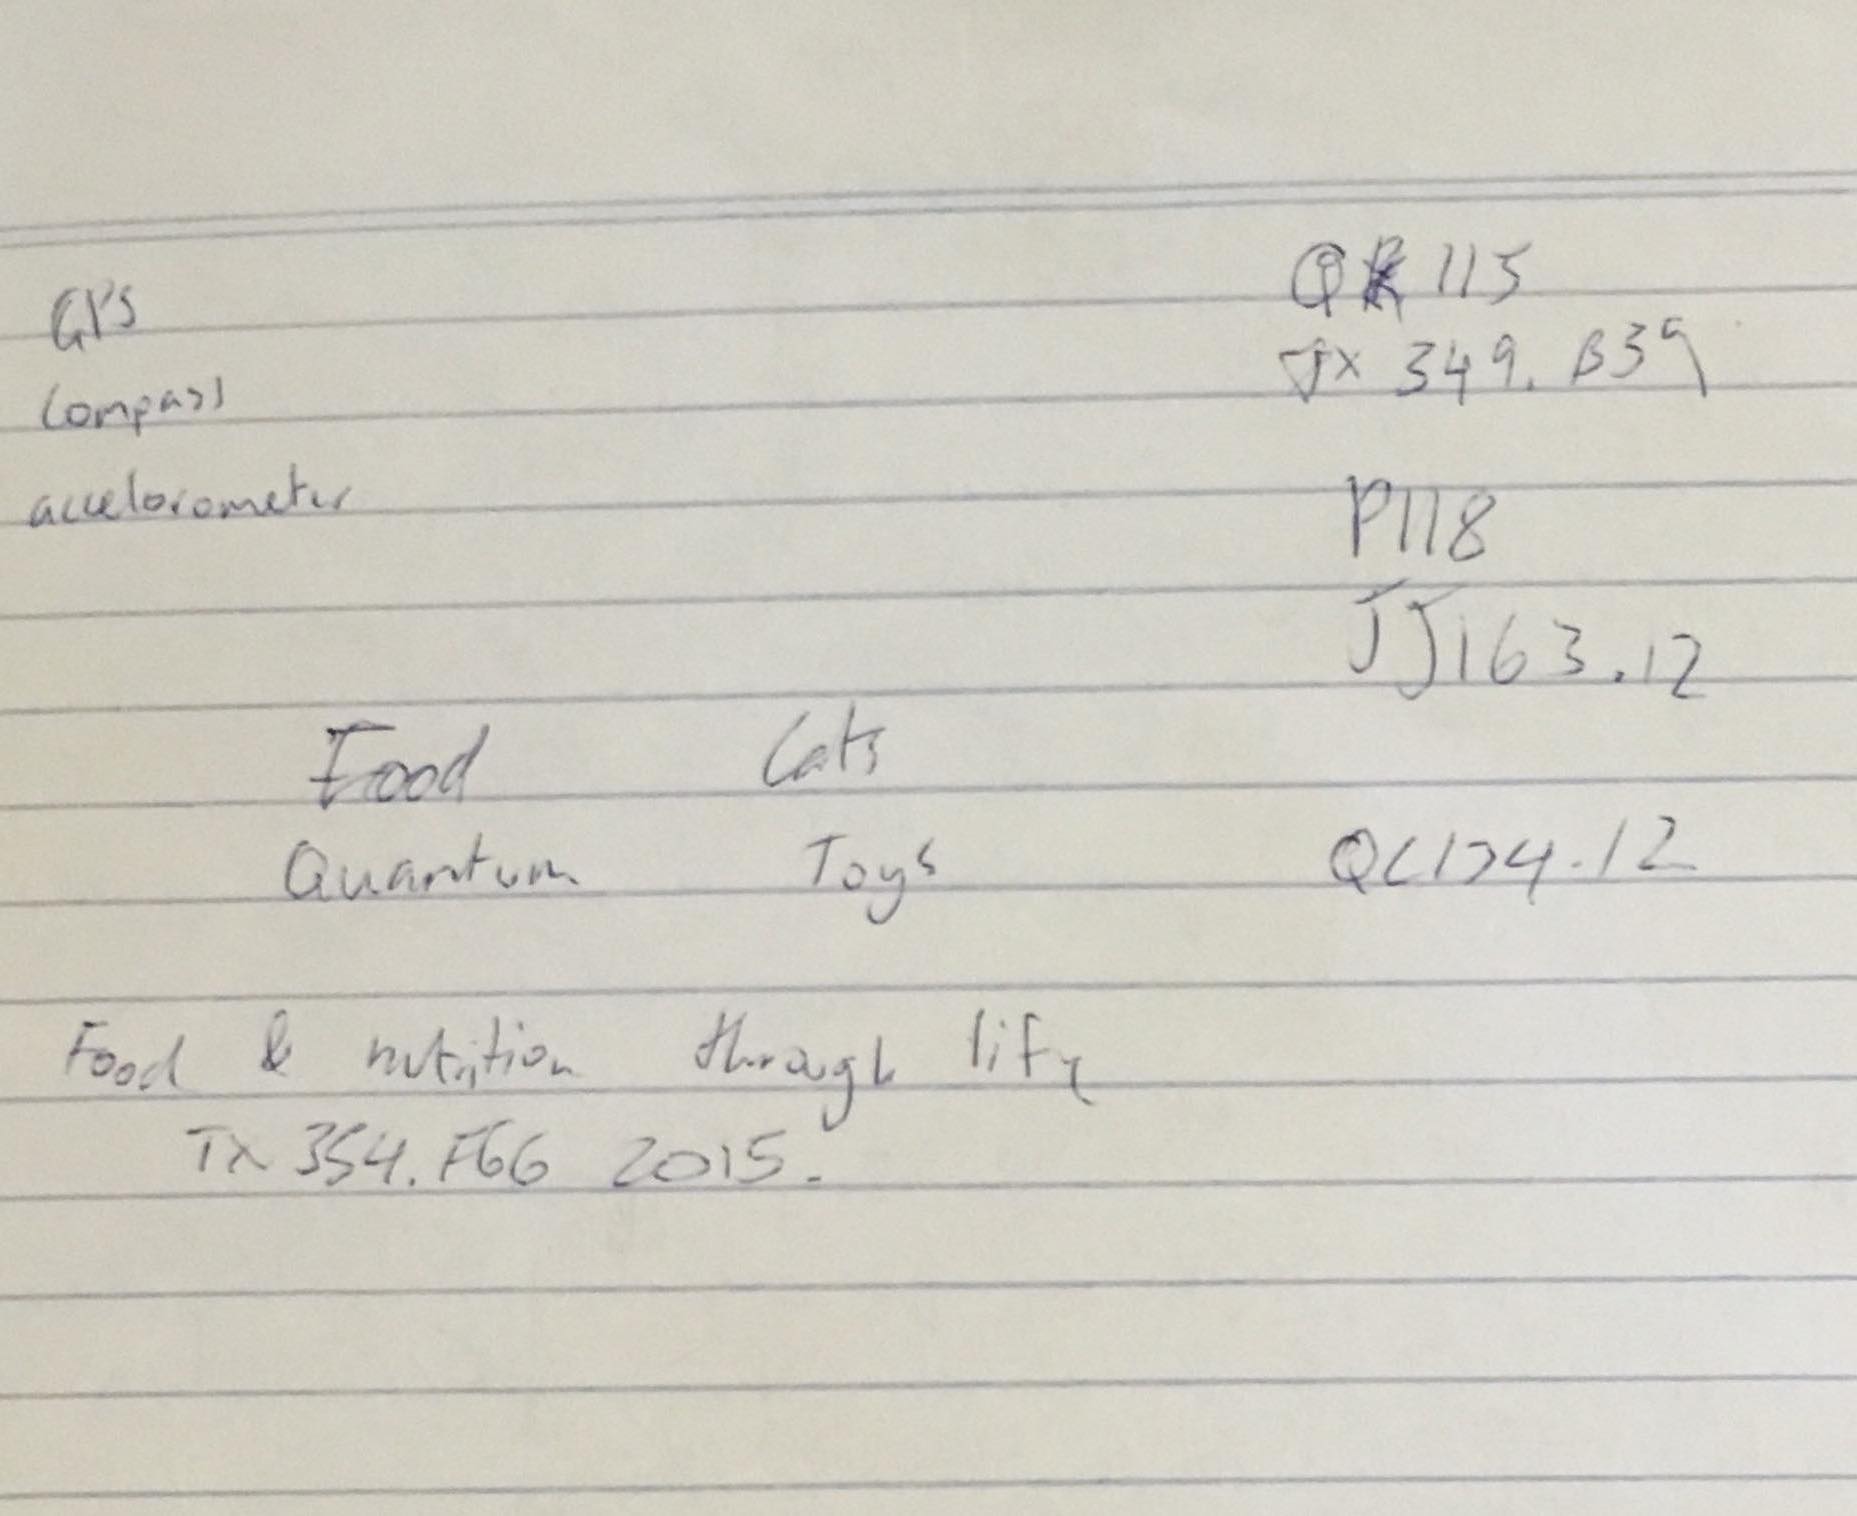 GPS
QR 115
Compass
TX 349. B39
accelorometer
P118
JJ163.12
Food Cats
Quantum Toys QC174.12
Food & nutrition through life
TX 354. F66 2015.